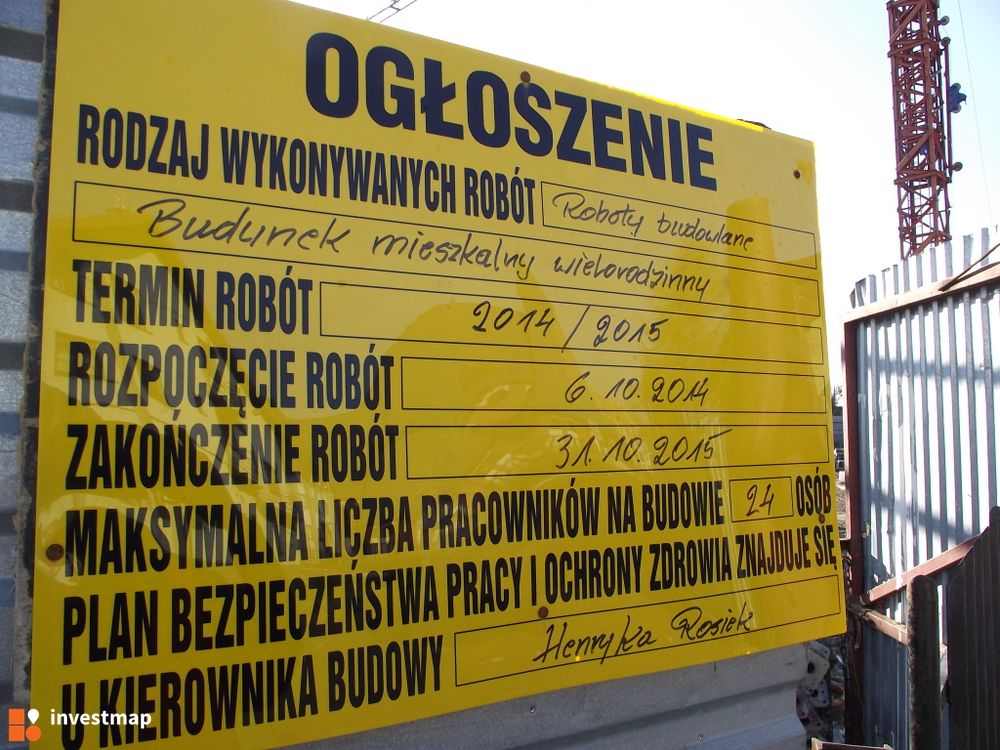 OGŁOSZENIE
RODZAJ WYKONYWANYCH ROBÓT Roboty budowlane
Budynek mieszkalny wielorodzinny
TERMIN ROBÓT 2014 / 2015
ROZPOCZĘCIE ROBÓT 6.10.2014
ZAKOŃCZENIE ROBÓT 31.10.2015
MAKSYMALNA LICZBA PRACOWNIKÓW NA BUDOWIE 24 OSÓB
PLAN BEZPIECZEŃSTWA PRACY I OCHRONY ZDROWIA ZNAJDUJE SIĘ
U KIEROWNIKA BUDOWY Henryka Rosiek
investmap